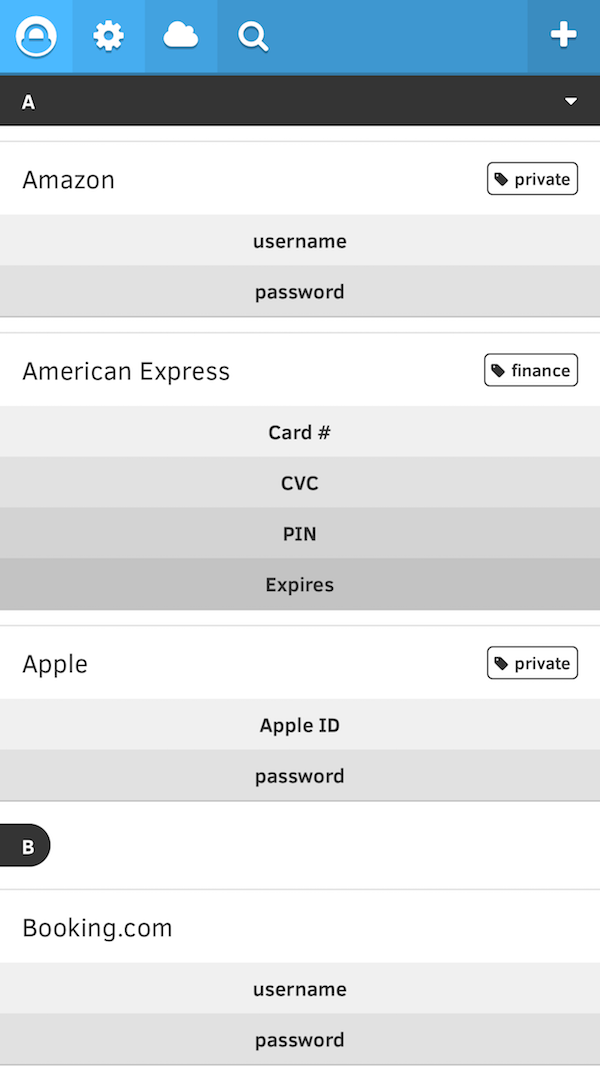 A
Amazon
private
username
password
American Express
finance
Card #
CVC
PIN
Expires
Apple
private
Apple ID
password
B
Booking.com
username
password